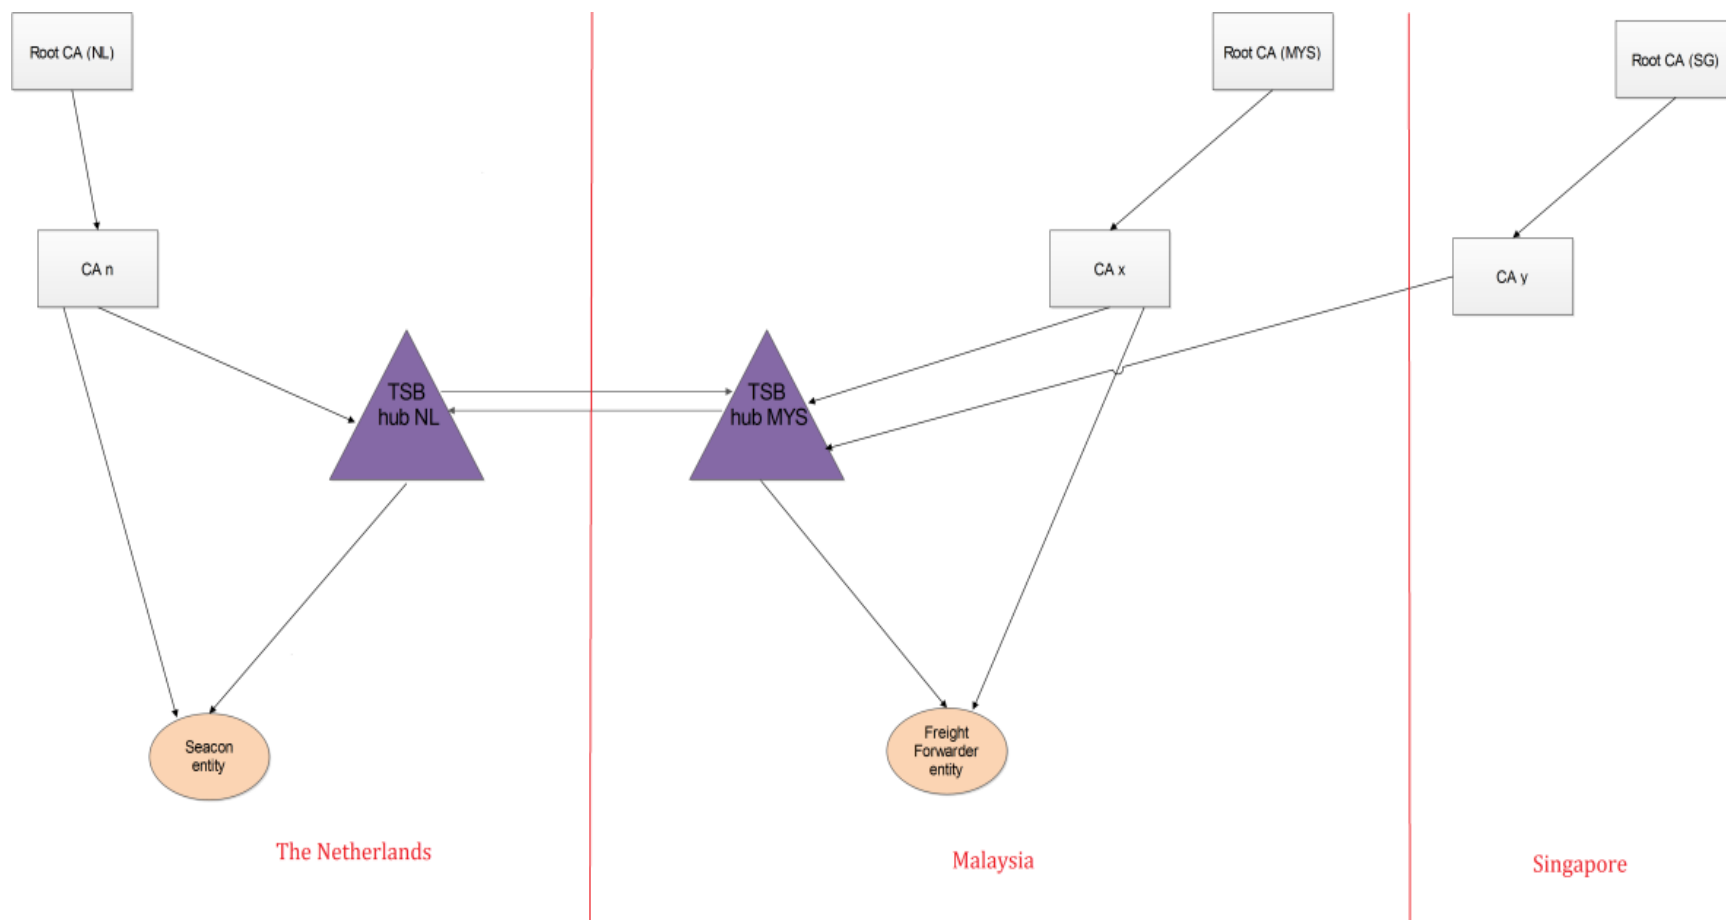 Root CA (NL)
Root CA (MYS)
Root CA (SG)
CA n
CA x
CA y
TSB
hub NL
TSB
hub MYS
Seacon
entity
Freight
Forwarder
entity
The Netherlands
Malaysia
Singapore